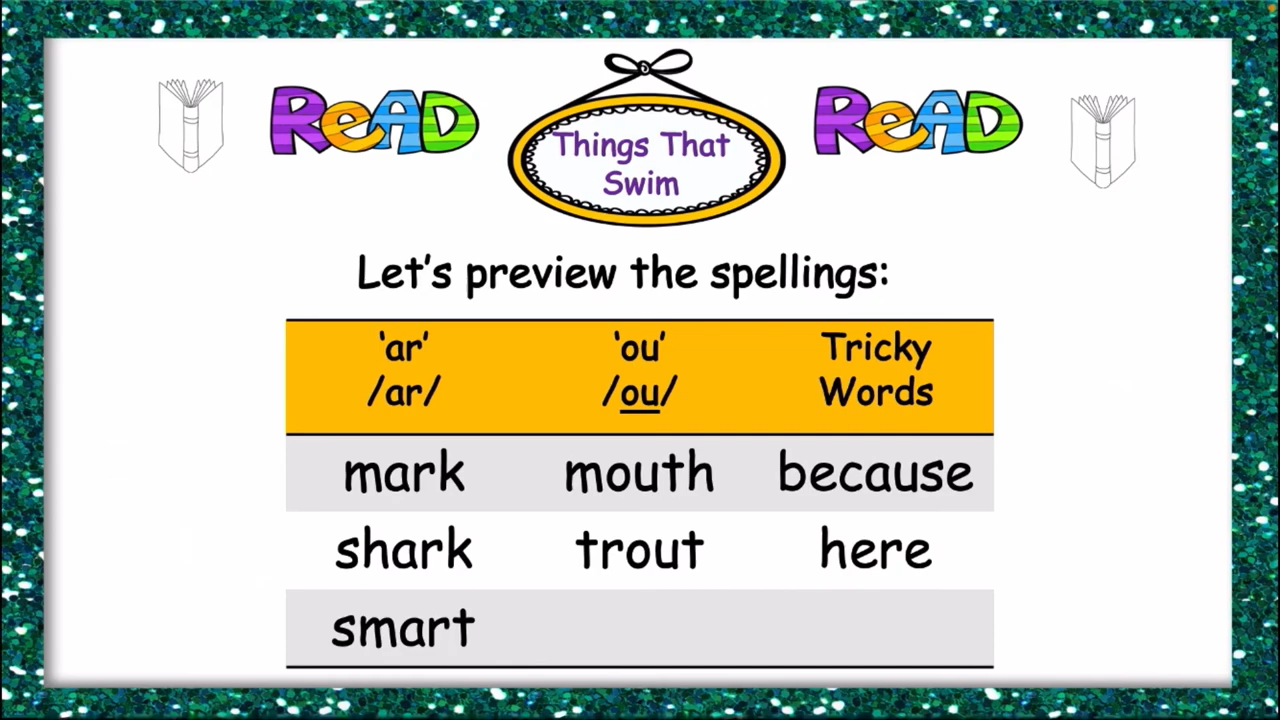 ReAD
Things That
Swim
ReAD
Let's preview the spellings:
'ar' 'ou' Tricky
/ar/ /ou/ Words
mark mouth because
shark trout here
smart